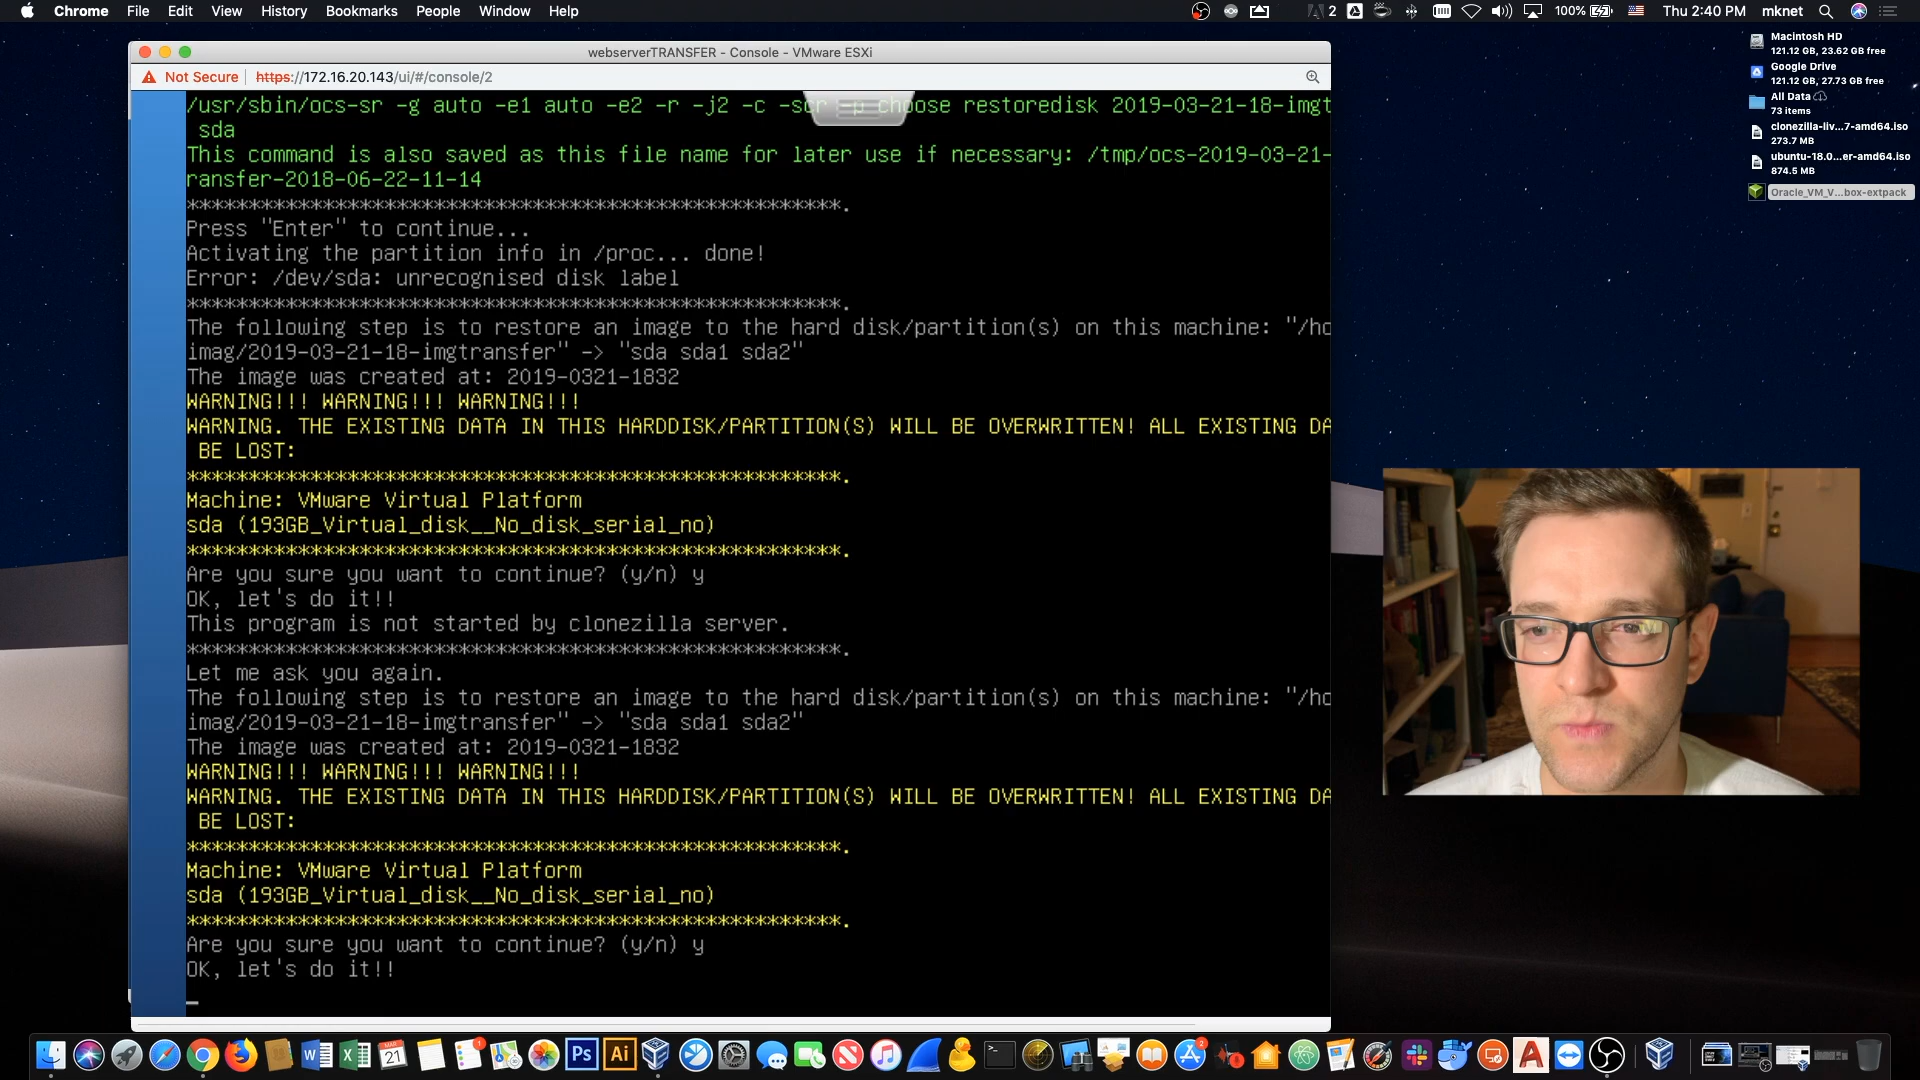 Chrome File Edit View History Bookmarks People Window Help
2 100% Thu 2:40 PM mknet
webserverTRANSFER - Console - VMware ESXi
Not Secure https://172.16.20.143/ui/#/console/2
/usr/sbin/ocs-sr -g auto -e1 auto -e2 -r -j2 -c -scr -p choose restoredisk 2019-03-21-18-imgt
sda
This command is also saved as this file name for later use if necessary: /tmp/ocs-2019-03-21-
ransfer-2018-06-22-11-14
*****************************************************.
Press "Enter" to continue...
Activating the partition info in /proc... done!
Error: /dev/sda: unrecognised disk label
*****************************************************.
The following step is to restore an image to the hard disk/partition(s) on this machine: "/ho
imag/2019-03-21-18-imgtransfer" -> "sda sda1 sda2"
The image was created at: 2019-0321-1832
WARNING!!! WARNING!!! WARNING!!!
WARNING. THE EXISTING DATA IN THIS HARDDISK/PARTITION(S) WILL BE OVERWRITTEN! ALL EXISTING DA
BE LOST:
*****************************************************.
Machine: VMware Virtual Platform
sda (193GB_Virtual_disk__No_disk_serial_no)
*****************************************************.
Are you sure you want to continue? (y/n) y
OK, let's do it!!
This program is not started by clonezilla server.
*****************************************************.
Let me ask you again.
The following step is to restore an image to the hard disk/partition(s) on this machine: "/ho
imag/2019-03-21-18-imgtransfer" -> "sda sda1 sda2"
The image was created at: 2019-0321-1832
WARNING!!! WARNING!!! WARNING!!!
WARNING. THE EXISTING DATA IN THIS HARDDISK/PARTITION(S) WILL BE OVERWRITTEN! ALL EXISTING DA
BE LOST:
*****************************************************.
Machine: VMware Virtual Platform
sda (193GB_Virtual_disk__No_disk_serial_no)
*****************************************************.
Are you sure you want to continue? (y/n) y
OK, let's do it!!
_
Macintosh HD
121.12 GB, 23.62 GB free
Google Drive
121.12 GB, 27.73 GB free
All Data
73 items
clonezilla-liv...7-amd64.iso
273.7 MB
ubuntu-18.0...er-amd64.iso
874.5 MB
Oracle_VM_V...box-extpack
MAR
21
Ps
Ai